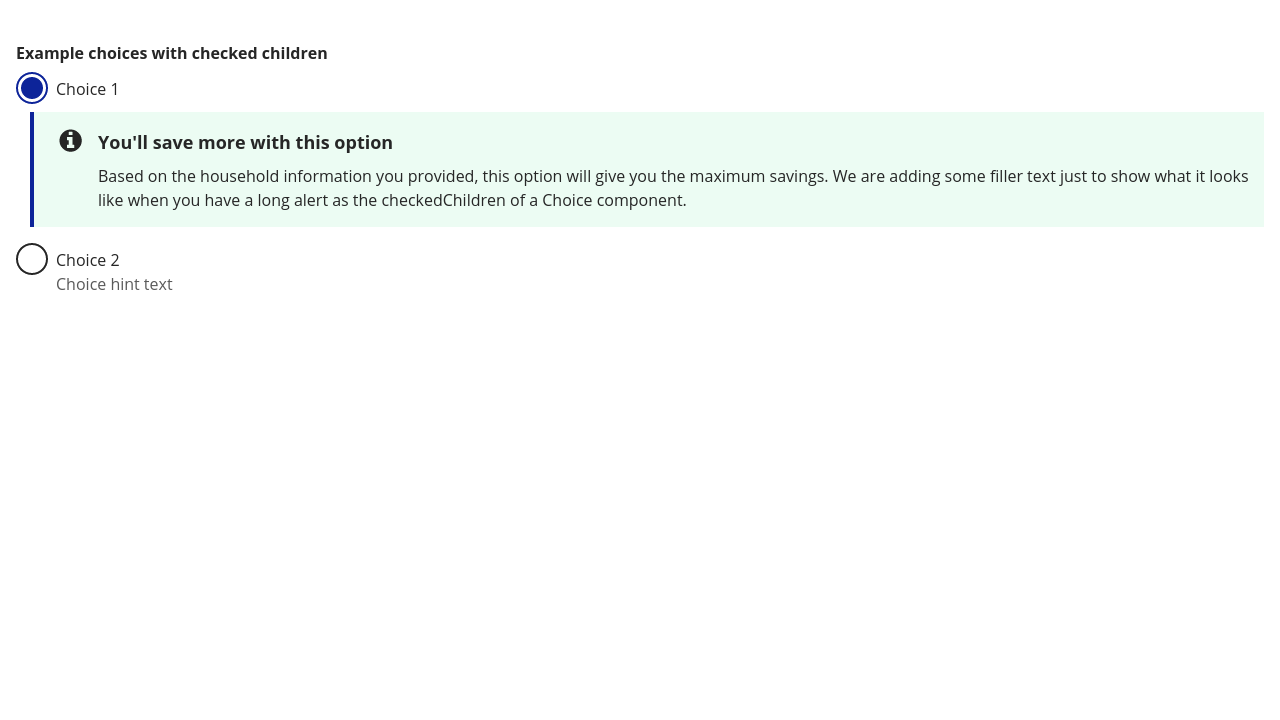 Example choices with checked children
Choice 1
You'll save more with this option
Based on the household information you provided, this option will give you the maximum savings. We are adding some filler text just to show what it looks
like when you have a long alert as the checkedChildren of a Choice component.
Choice 2
Choice hint text